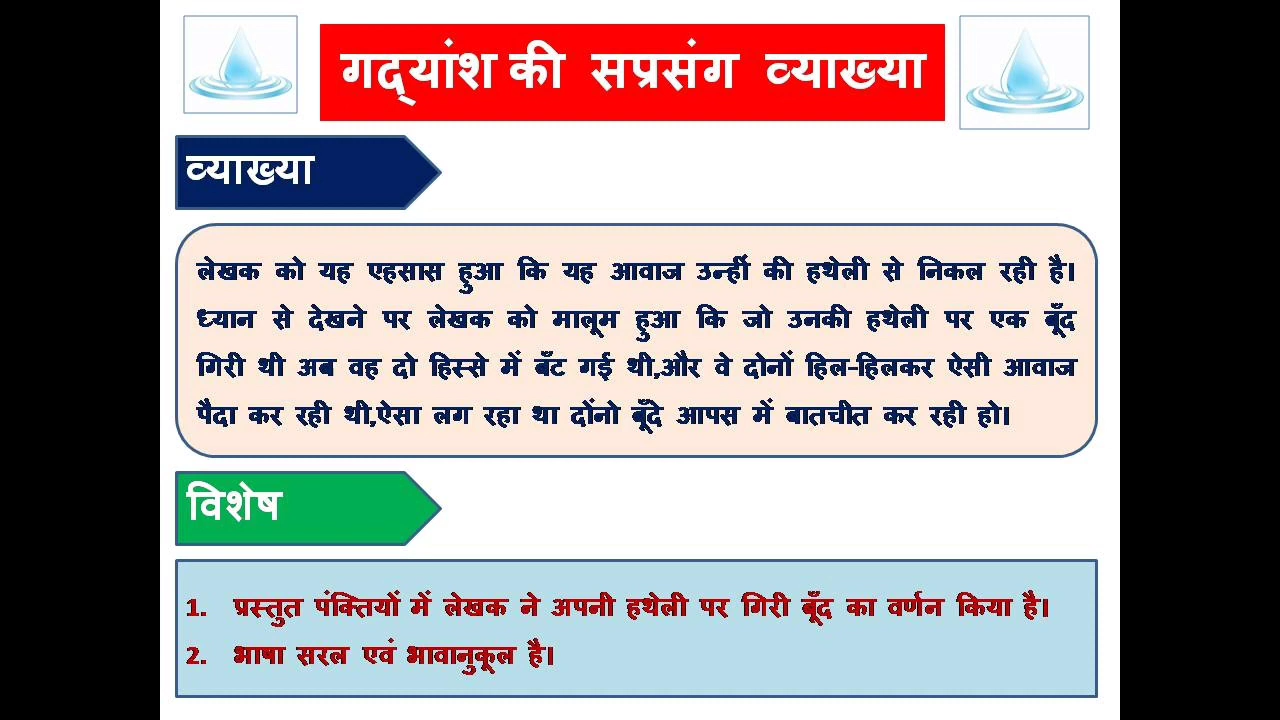 गद्यांश की सप्रसंग व्याख्या
व्याख्या
लेखक को यह एहसास हुआ कि यह आवाज उन्हीं की हथेली से निकल रही है।
ध्यान से देखने पर लेखक को मालूम हुआ कि जो उनकी हथेली पर एक बूँद
गिरी थी अब वह दो हिस्से में बँट गई थी,और वे दोनों हिल-हिलकर ऐसी आवाज
पैदा कर रही थी,ऐसा लग रहा था दोंनो बूँदे आपस में बातचीत कर रही हो।
विशेष
1. प्रस्तुत पंक्तियों में लेखक ने अपनी हथेली पर गिरी बूँद का वर्णन किया है।
2. भाषा सरल एवं भावानुकूल है।